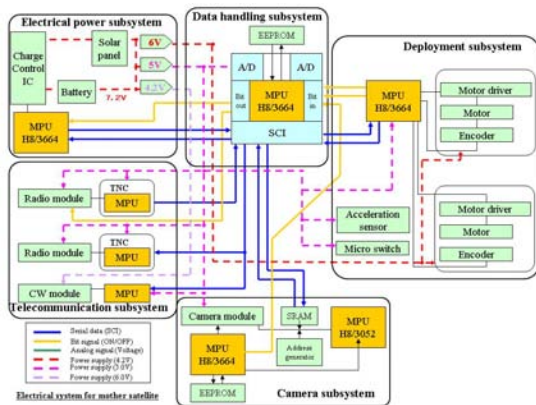 Electrical power subsystem
Charge
Control
IC
Solar
panel
Battery
7.2V
6V
5V
4.2V
MPU
H8/3664
Data handling subsystem
EEPROM
A/D
A/D
Bit
out
MPU
H8/3664
Bit
in
SCI
Deployment subsystem
MPU
H8/3664
Motor driver
Motor
Encoder
Motor driver
Motor
Encoder
Acceleration
sensor
Micro switch
Radio module
TNC
MPU
Radio module
TNC
MPU
CW module
MPU
Telecommunication subsystem
Camera module
SRAM
MPU
H8/3052
MPU
H8/3664
Address
generator
EEPROM
Camera subsystem
Serial data (SCI)
Bit signal (ON/OFF)
Analog signal (Voltage)
Power supply (4.2V)
Power supply (5.0V)
Power supply (6.0V)
Electrical system for mother satellite